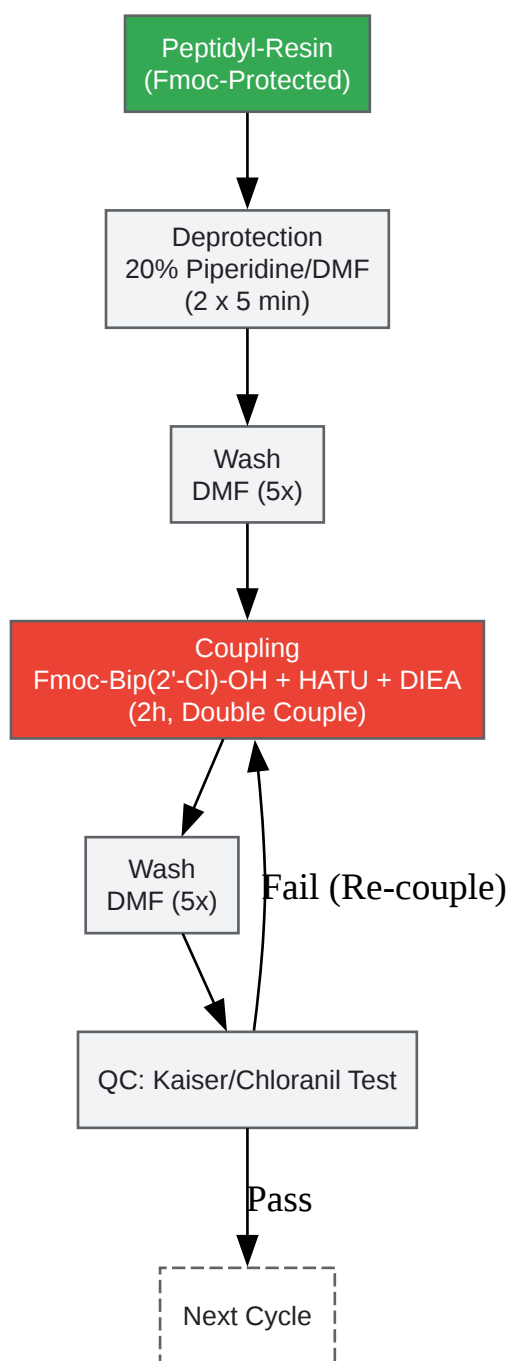 Peptidyl-Resin
(Fmoc-Protected)
Deprotection
20% Piperidine/DMF
(2 x 5 min)
Wash
DMF (5x)
Coupling
Fmoc-Bip(2'-Cl)-OH + HATU + DIEA
(2h, Double Couple)
Wash
DMF (5x)
Fail (Re-couple)
QC: Kaiser/Chloranil Test
Pass
Next Cycle